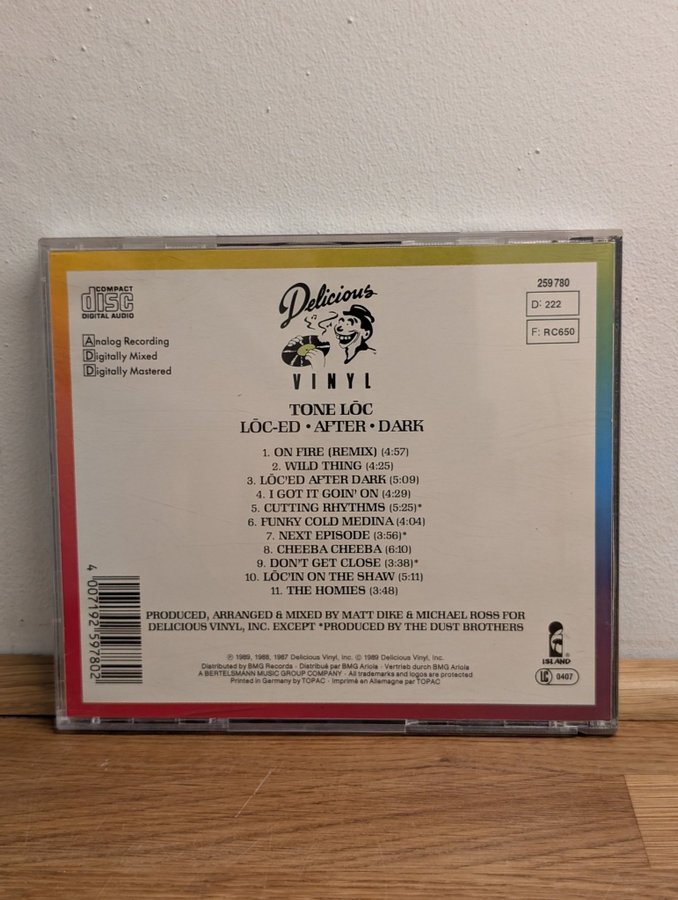 COMPACT
disc
DIGITAL AUDIO
Analog Recording
Digitally Mixed
Digitally Mastered
Delicious
VINYL
259 780
D: 222
F: RC650
TONE LŌC
LŌC-ED • AFTER • DARK
1. ON FIRE (REMIX) (4:57)
2. WILD THING (4:25)
3. LŌC'ED AFTER DARK (5:09)
4. I GOT IT GOIN' ON (4:29)
5. CUTTING RHYTHMS (5:25)*
6. FUNKY COLD MEDINA (4:04)
7. NEXT EPISODE (3:56)*
8. CHEEBA CHEEBA (6:10)
9. DON'T GET CLOSE (3:38)*
10. LŌC'IN ON THE SHAW (5:11)
11. THE HOMIES (3:48)
4 007192 597802
PRODUCED, ARRANGED & MIXED BY MATT DIKE & MICHAEL ROSS FOR
DELICIOUS VINYL, INC. EXCEPT *PRODUCED BY THE DUST BROTHERS
℗ 1989, 1988, 1987 Delicious Vinyl, Inc. © 1989 Delicious Vinyl, Inc.
Distributed by BMG Records · Distribué par BMG Ariola · Vertrieb durch BMG Ariola
A BERTELSMANN MUSIC GROUP COMPANY · All trademarks and logos are protected
Printed in Germany by TOPAC · Imprimé en Allemagne par TOPAC
ISLAND
LC 0407